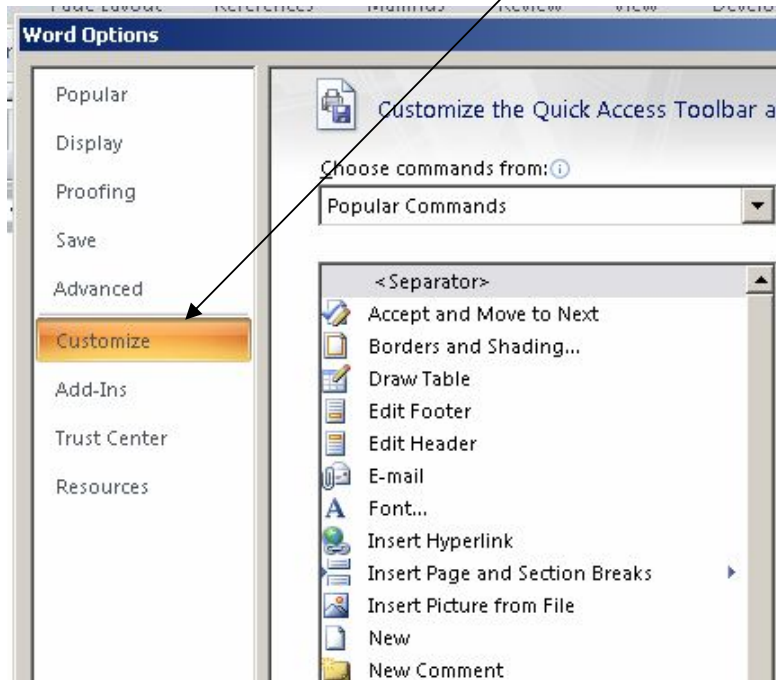 Word Options
Popular
Display
Proofing
Save
Advanced
Customize
Add-Ins
Trust Center
Resources
Customize the Quick Access Toolbar a
Choose commands from:
Popular Commands
<Separator>
Accept and Move to Next
Borders and Shading...
Draw Table
Edit Footer
Edit Header
E-mail
Font...
Insert Hyperlink
Insert Page and Section Breaks
Insert Picture from File
New
New Comment